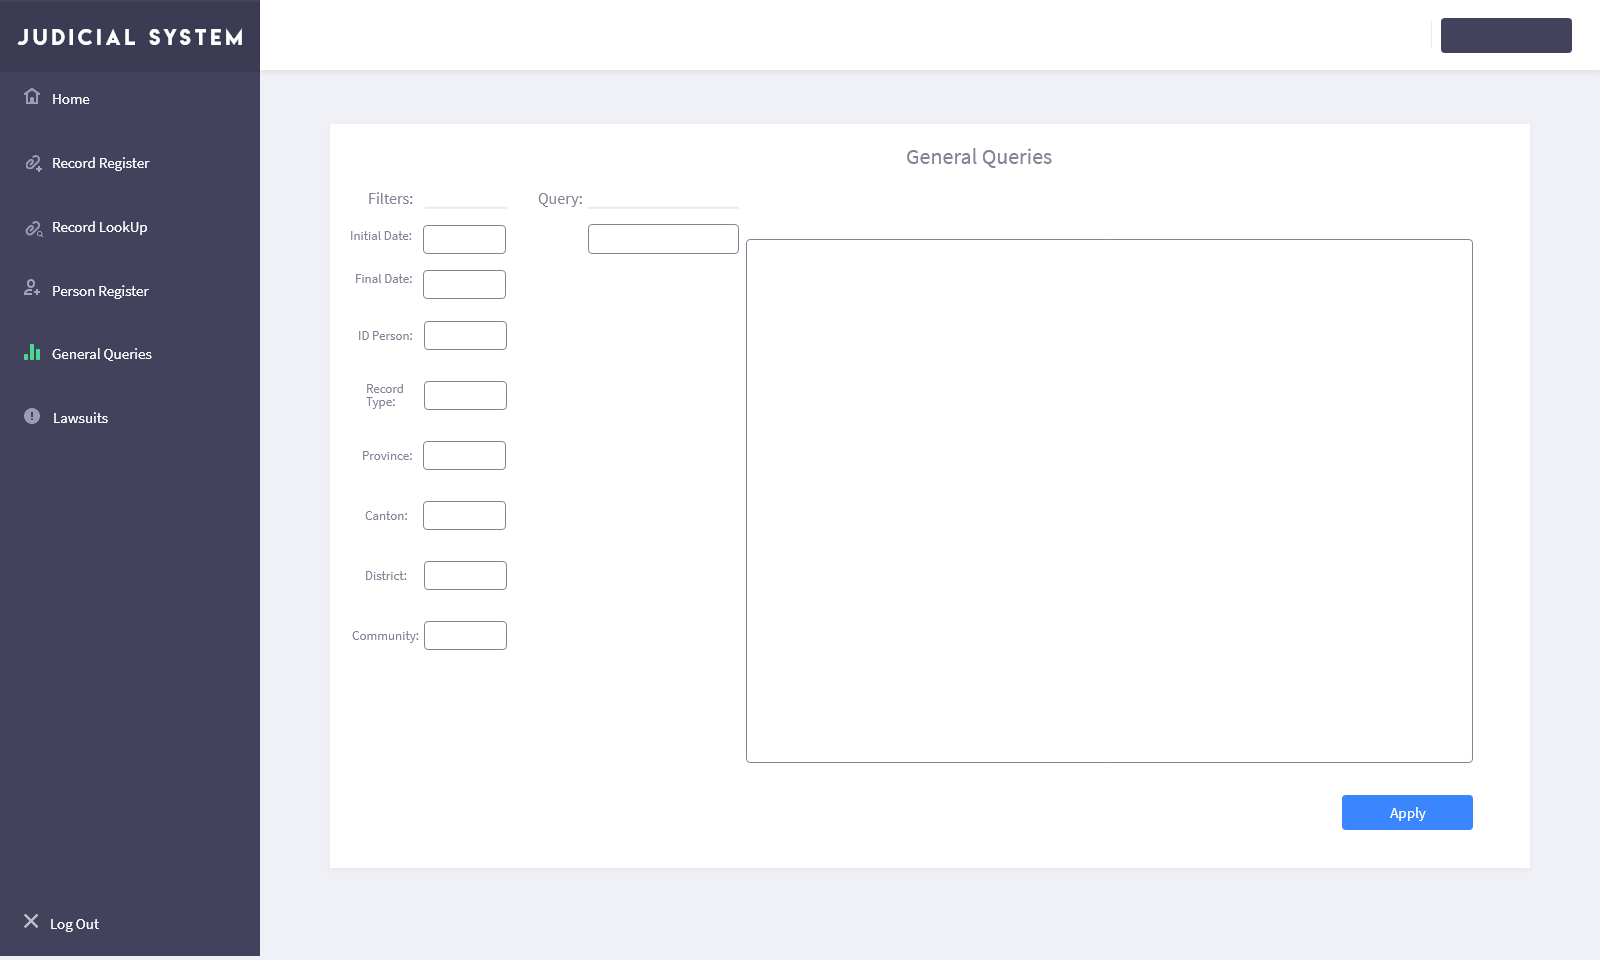 JUDICIAL SYSTEM
Home
Record Register
Record LookUp
Person Register
General Queries
Lawsuits
Log Out
General Queries
Filters:
Query:
Initial Date:
Final Date:
ID Person:
Record
Type:
Province:
Canton:
District:
Community:
Apply